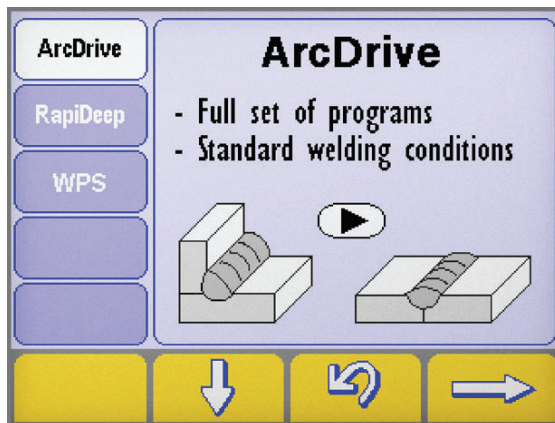 ArcDrive
RapiDeep
WPS
ArcDrive
- Full set of programs
- Standard welding conditions